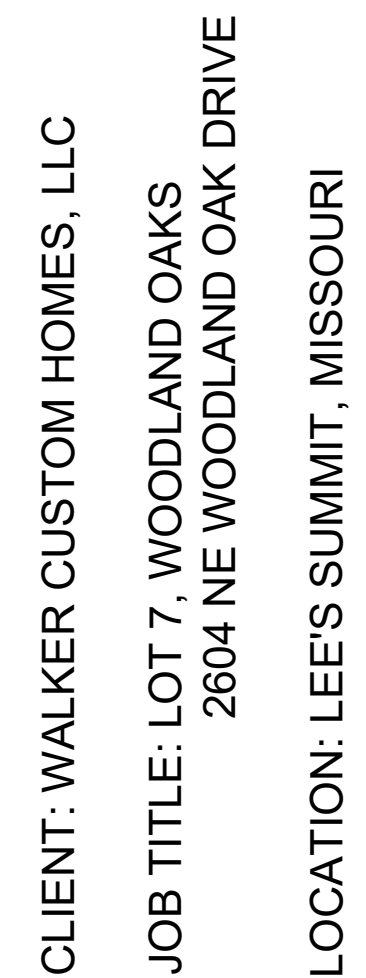 CLIENT: WALKER CUSTOM HOMES, LLC
JOB TITLE: LOT 7, WOODLAND OAKS
2604 NE WOODLAND OAK DRIVE
LOCATION: LEE'S SUMMIT, MISSOURI